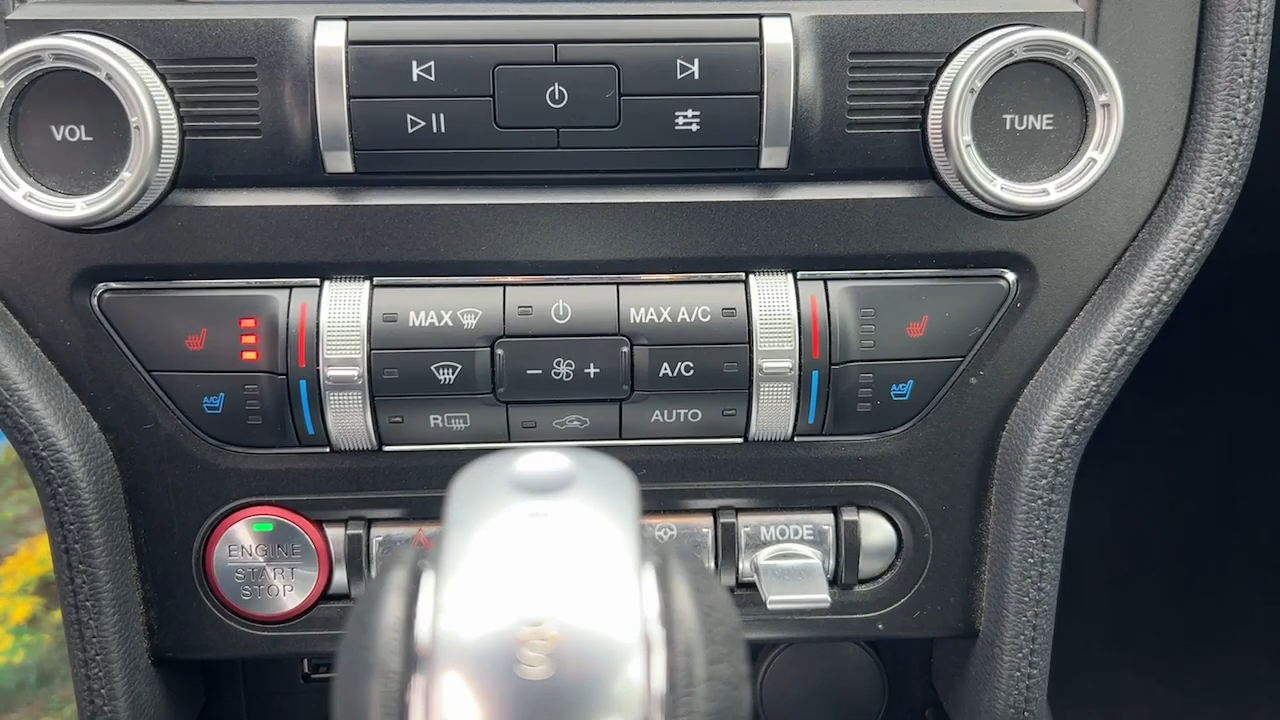 VOL
TUNE
MAX
MAX A/C
- +
A/C
R
AUTO
A/C
A/C
ENGINE
START
STOP
MODE
S